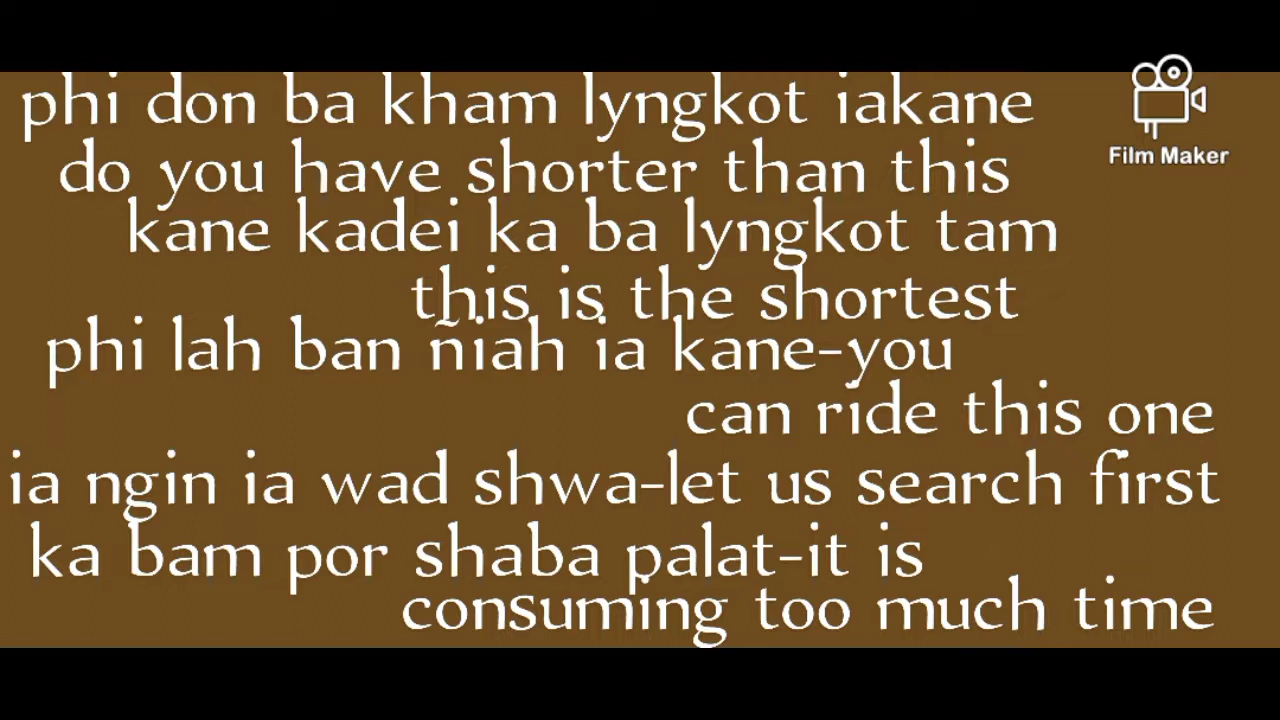 phi don ba kham lyngkot iakane
Film Maker
do you have shorter than this
kane kadei ka ba lyngkot tam
this is the shortest
phi lah ban ñiah ia kane-you
can ride this one
ia ngin ia wad shwa-let us search first
ka bam por shaba palat-it is
consuming too much time